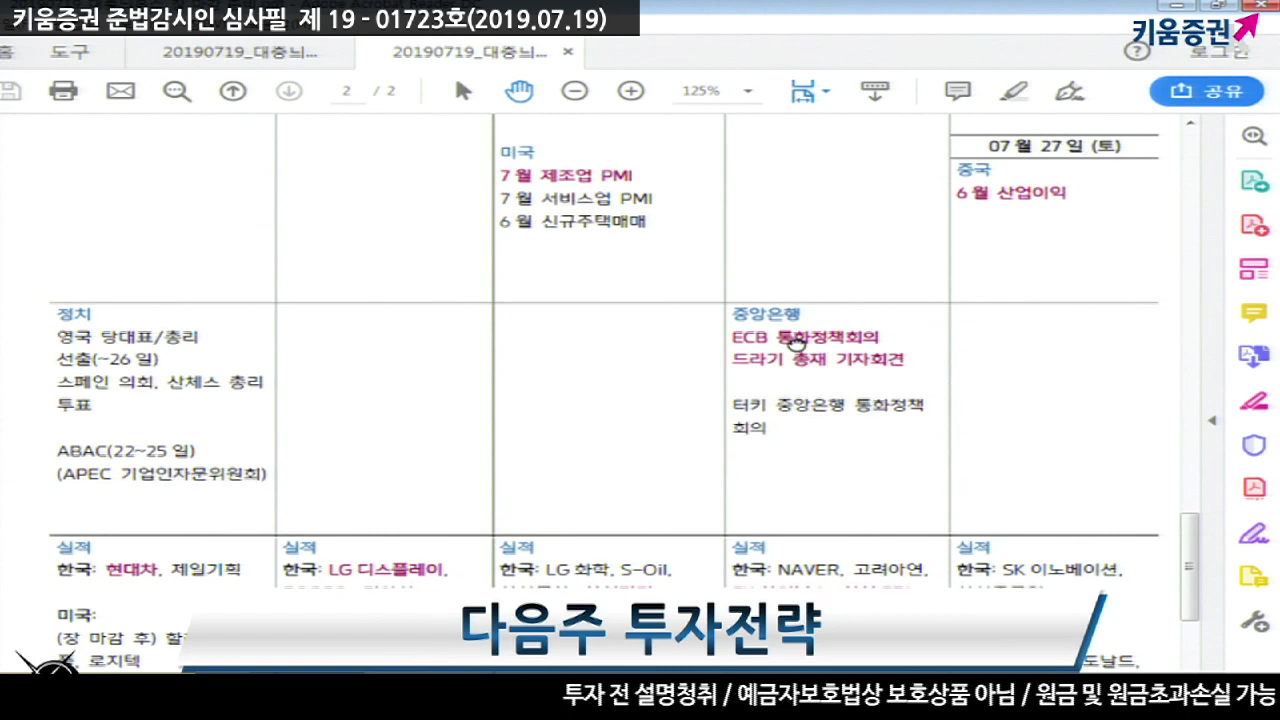 키움증권 준법감시인 심사필 제 19 - 01723호(2019.07.19)
키움증권
홈 도구 20190719_대충늬... 20190719_대충늬... × ? 로그인
2 / 2 125% 공유
07 월 27 일 (토)
미국
7 월 제조업 PMI
7 월 서비스업 PMI
6 월 신규주택매매
중국
6 월 산업이익
정치
영국 당대표/총리
선출(~26 일)
스페인 의회, 산체스 총리
투표
ABAC(22~25 일)
(APEC 기업인자문위원회)
중앙은행
ECB 통화정책회의
드라기 총재 기자회견
터키 중앙은행 통화정책
회의
실적
한국: 현대차, 제일기획
미국:
(장 마감 후)
로지텍
실적
한국: LG 디스플레이,
실적
한국: LG 화학, S-Oil,
실적
한국: NAVER, 고려아연,
실적
한국: SK 이노베이션,
도날드,
다음주 투자전략
투자 전 설명청취 / 예금자보호법상 보호상품 아님 / 원금 및 원금초과손실 가능